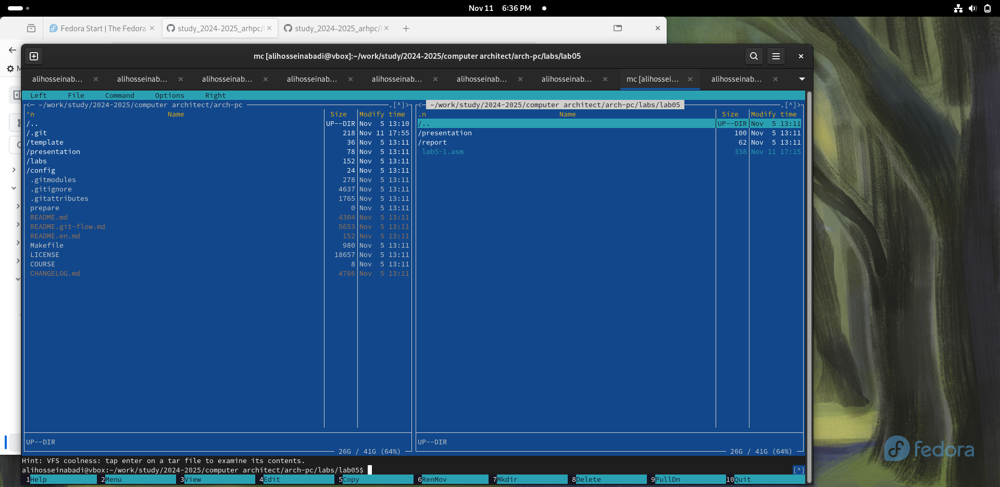 Nov 11 6:36 PM
Fedora Start | The Fedora
study_2024-2025_arhpc/
study_2024-2025_arhpc/
mc [alihosseinabadi@vbox]:~/work/study/2024-2025/computer architect/arch-pc/labs/lab05
alihosseinab... alihosseinab... alihosseinab... alihosseinab... alihosseinab... alihosseinab... alihosseinab... mc [alihossei... alihosseinab...
Left File Command Options Right
<─ ~/work/study/2024-2025/computer architect/arch-pc .[^]>
'n Name Size Modify time
/.. UP--DIR Nov 5 13:10
/.git 218 Nov 11 17:55
/template 36 Nov 5 13:11
/presentation 78 Nov 5 13:11
/labs 152 Nov 5 13:11
/config 24 Nov 5 13:11
.gitmodules 278 Nov 5 13:11
.gitignore 4637 Nov 5 13:11
.gitattributes 1765 Nov 5 13:11
prepare 0 Nov 5 13:11
README.md 4304 Nov 5 13:11
README.git-flow.md 5653 Nov 5 13:11
README.en.md 152 Nov 5 13:11
Makefile 980 Nov 5 13:11
LICENSE 18657 Nov 5 13:11
COURSE 8 Nov 5 13:11
CHANGELOG.md 4786 Nov 5 13:11
UP--DIR
26G / 41G (64%)
<─ ~/work/study/2024-2025/computer architect/arch-pc/labs/lab05 .[^]>
.n Name Size Modify time
/.. UP--DIR Nov 5 13:11
/presentation 100 Nov 5 13:11
/report 62 Nov 5 13:11
lab5-1.asm 338 Nov 11 17:15
UP--DIR
26G / 41G (64%)
Hint: VFS coolness: tap enter on a tar file to examine its contents.
alihosseinabadi@vbox:~/work/study/2024-2025/computer architect/arch-pc/labs/lab05$ [^]
1Help 2Menu 3View 4Edit 5Copy 6RenMov 7Mkdir 8Delete 9PullDn 10Quit
fedora